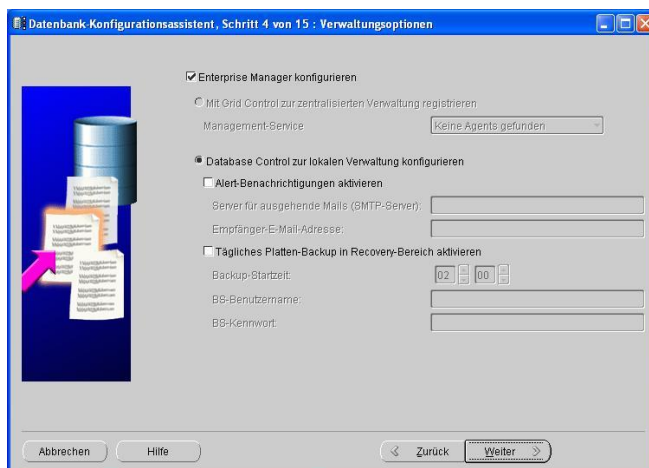 Datenbank-Konfigurationsassistent, Schritt 4 von 15 : Verwaltungsoptionen
Enterprise Manager konfigurieren
Mit Grid Control zur zentralisierten Verwaltung registrieren
Management-Service Keine Agents gefunden
Database Control zur lokalen Verwaltung konfigurieren
Alert-Benachrichtigungen aktivieren
Server für ausgehende Mails (SMTP-Server):
Empfänger-E-Mail-Adresse:
Tägliches Platten-Backup in Recovery-Bereich aktivieren
Backup-Startzeit: 02 00
BS-Benutzername:
BS-Kennwort:
Abbrechen Hilfe Zurück Weiter